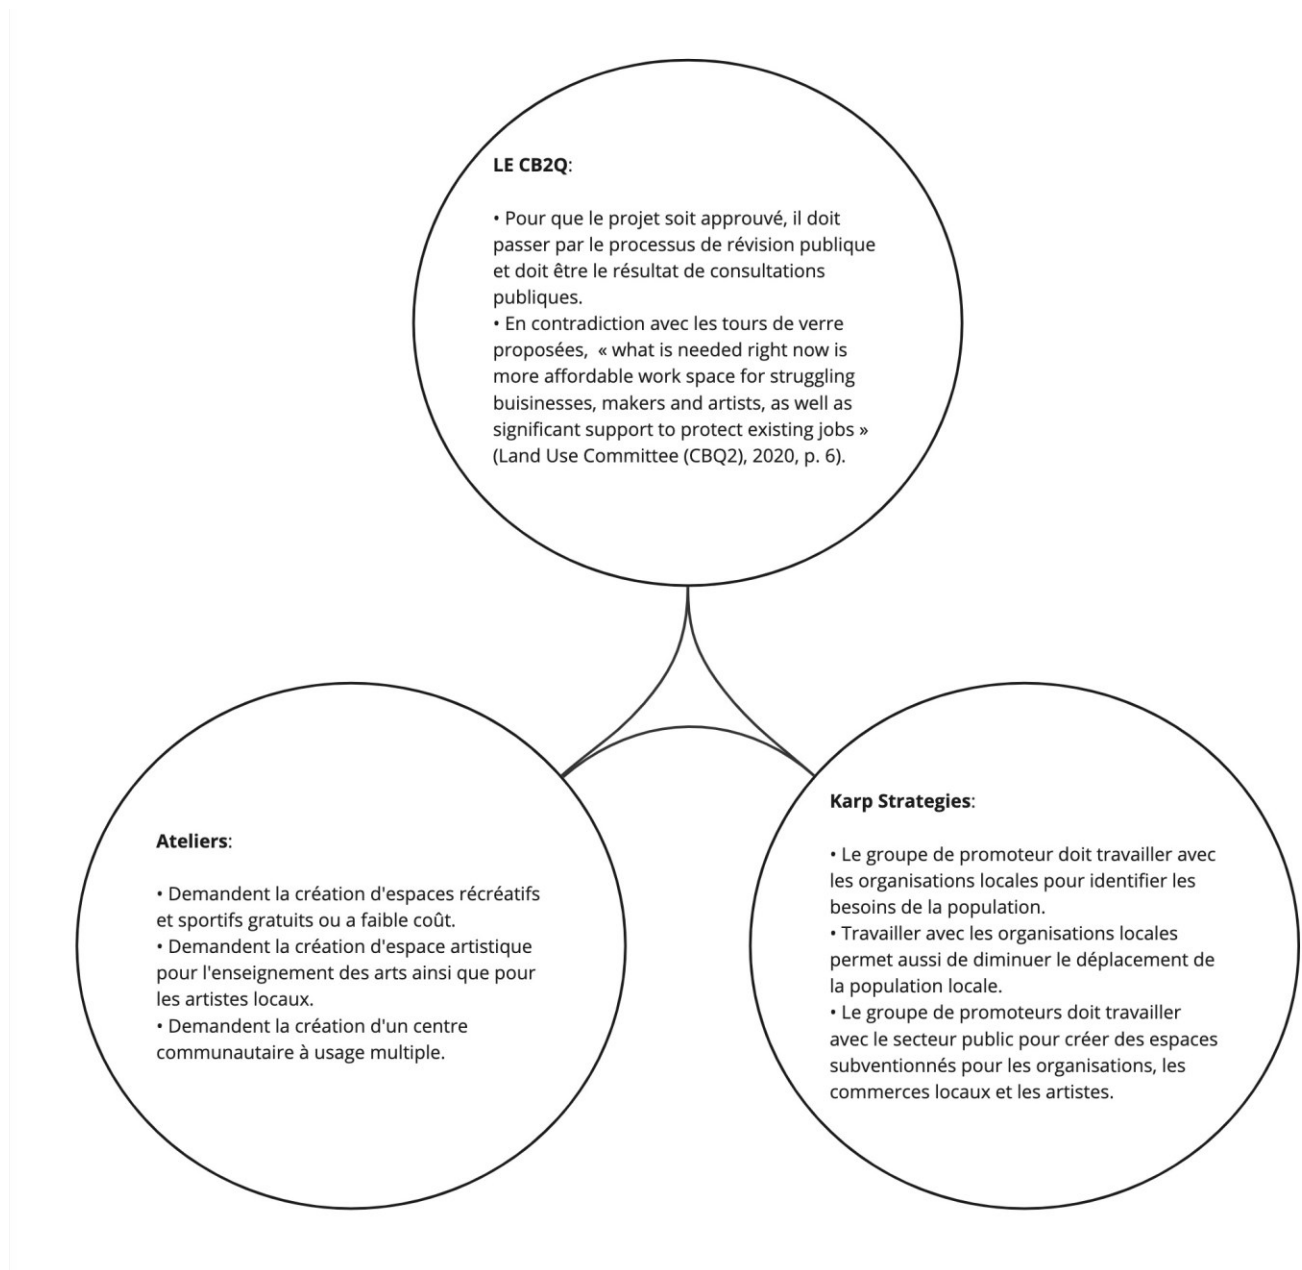 LE CB2Q:
• Pour que le projet soit approuvé, il doit
passer par le processus de révision publique
et doit être le résultat de consultations
publiques.
• En contradiction avec les tours de verre
proposées, « what is needed right now is
more affordable work space for struggling
buisinesses, makers and artists, as well as
significant support to protect existing jobs »
(Land Use Committee (CBQ2), 2020, p. 6).
Ateliers:
• Demandent la création d'espaces récréatifs
et sportifs gratuits ou a faible coût.
• Demandent la création d'espace artistique
pour l'enseignement des arts ainsi que pour
les artistes locaux.
• Demandent la création d'un centre
communautaire à usage multiple.
Karp Strategies:
• Le groupe de promoteur doit travailler avec
les organisations locales pour identifier les
besoins de la population.
• Travailler avec les organisations locales
permet aussi de diminuer le déplacement de
la population locale.
• Le groupe de promoteurs doit travailler
avec le secteur public pour créer des espaces
subventionnés pour les organisations, les
commerces locaux et les artistes.